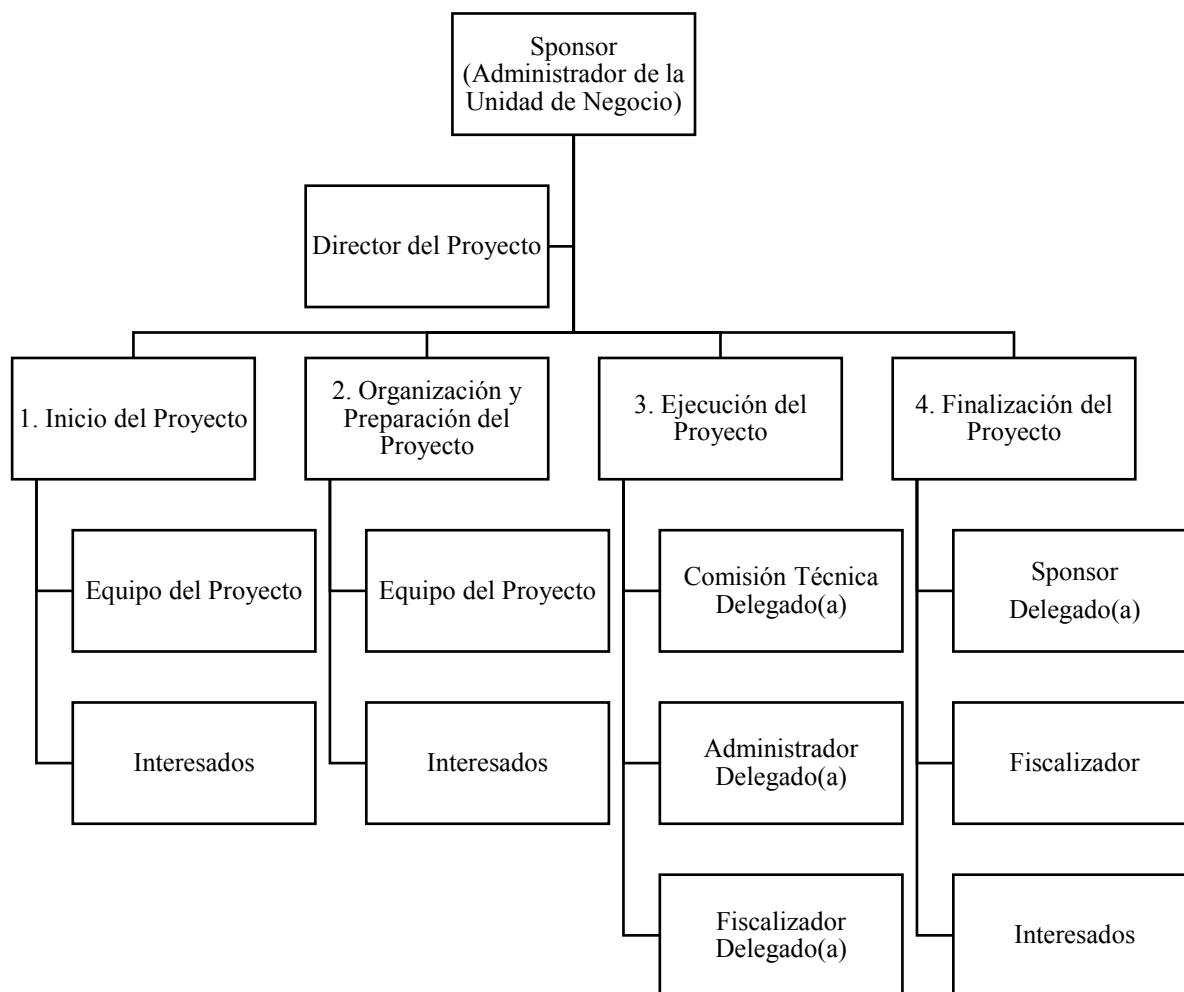 Sponsor
(Administrador de la
Unidad de Negocio)
Director del Proyecto
1. Inicio del Proyecto
2. Organización y
Preparación del
Proyecto
3. Ejecución del
Proyecto
4. Finalización del
Proyecto
Equipo del Proyecto
Equipo del Proyecto
Comisión Técnica
Delegado(a)
Sponsor
Delegado(a)
Interesados
Interesados
Administrador
Delegado(a)
Fiscalizador
Fiscalizador
Delegado(a)
Interesados